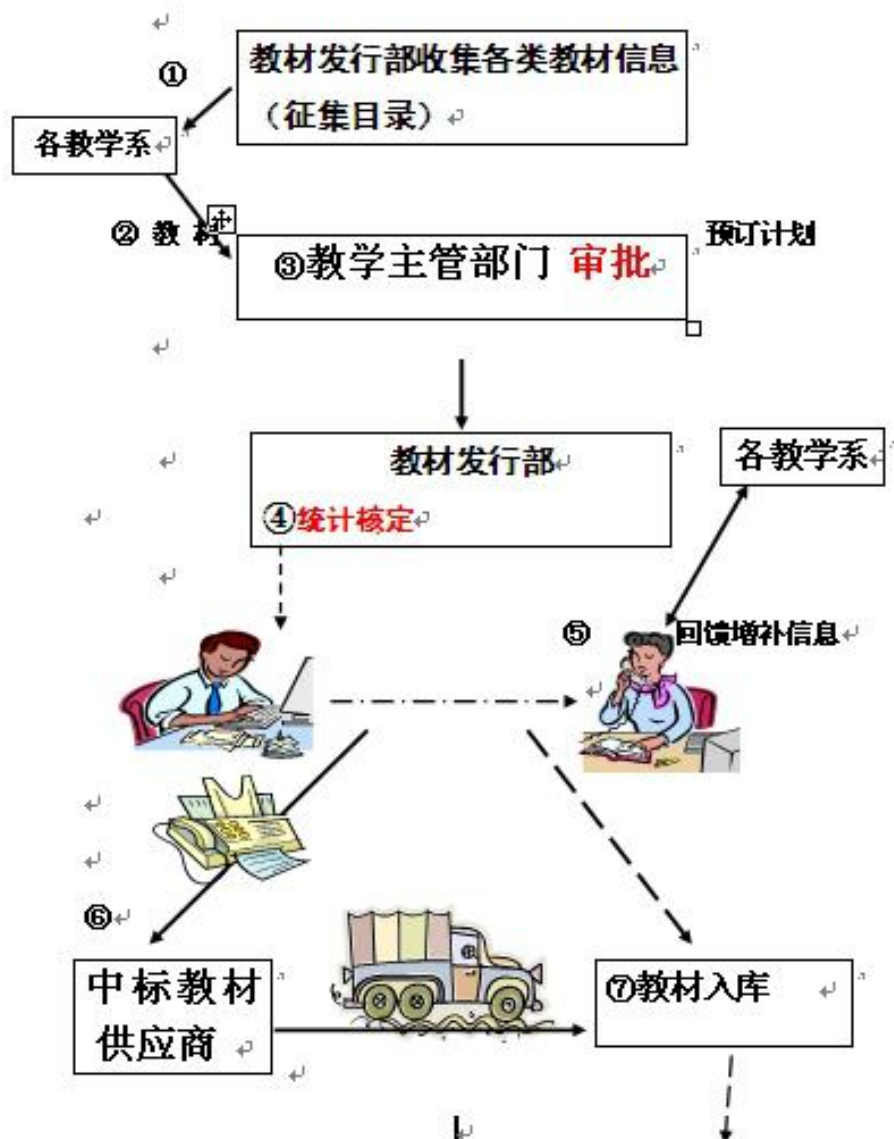 教材发行部收集各类教材信息
①
（征集目录）
各教学系
② 教 材
预订计划
③教学主管部门 审批
教材发行部
各教学系
④统计核定
⑤
回馈增补信息
⑥
中标教材
供应商
⑦教材入库